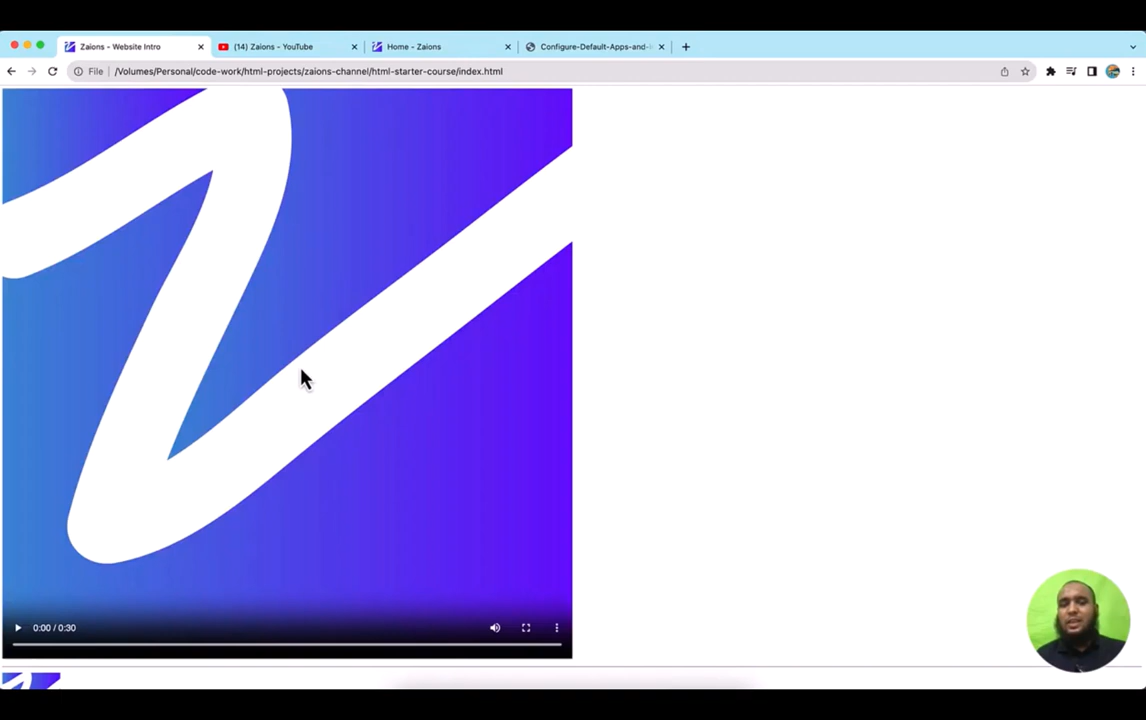 Zaions - Website Intro
(14) Zaions - YouTube
Home - Zaions
Configure-Default-Apps-and-
File
/Volumes/Personal/code-work/html-projects/zaions-channel/html-starter-course/index.html
0:00 / 0:30